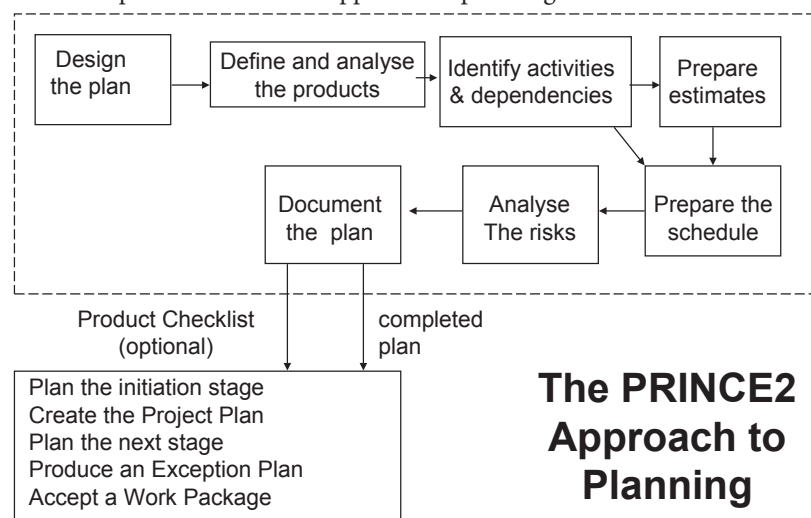 Design
the plan
Define and analyse
the products
Identify activities
& dependencies
Prepare
estimates
Document
the plan
Analyse
The risks
Prepare the
schedule
Product Checklist
(optional)
completed
plan
Plan the initiation stage
Create the Project Plan
Plan the next stage
Produce an Exception Plan
Accept a Work Package
The PRINCE2
Approach to
Planning